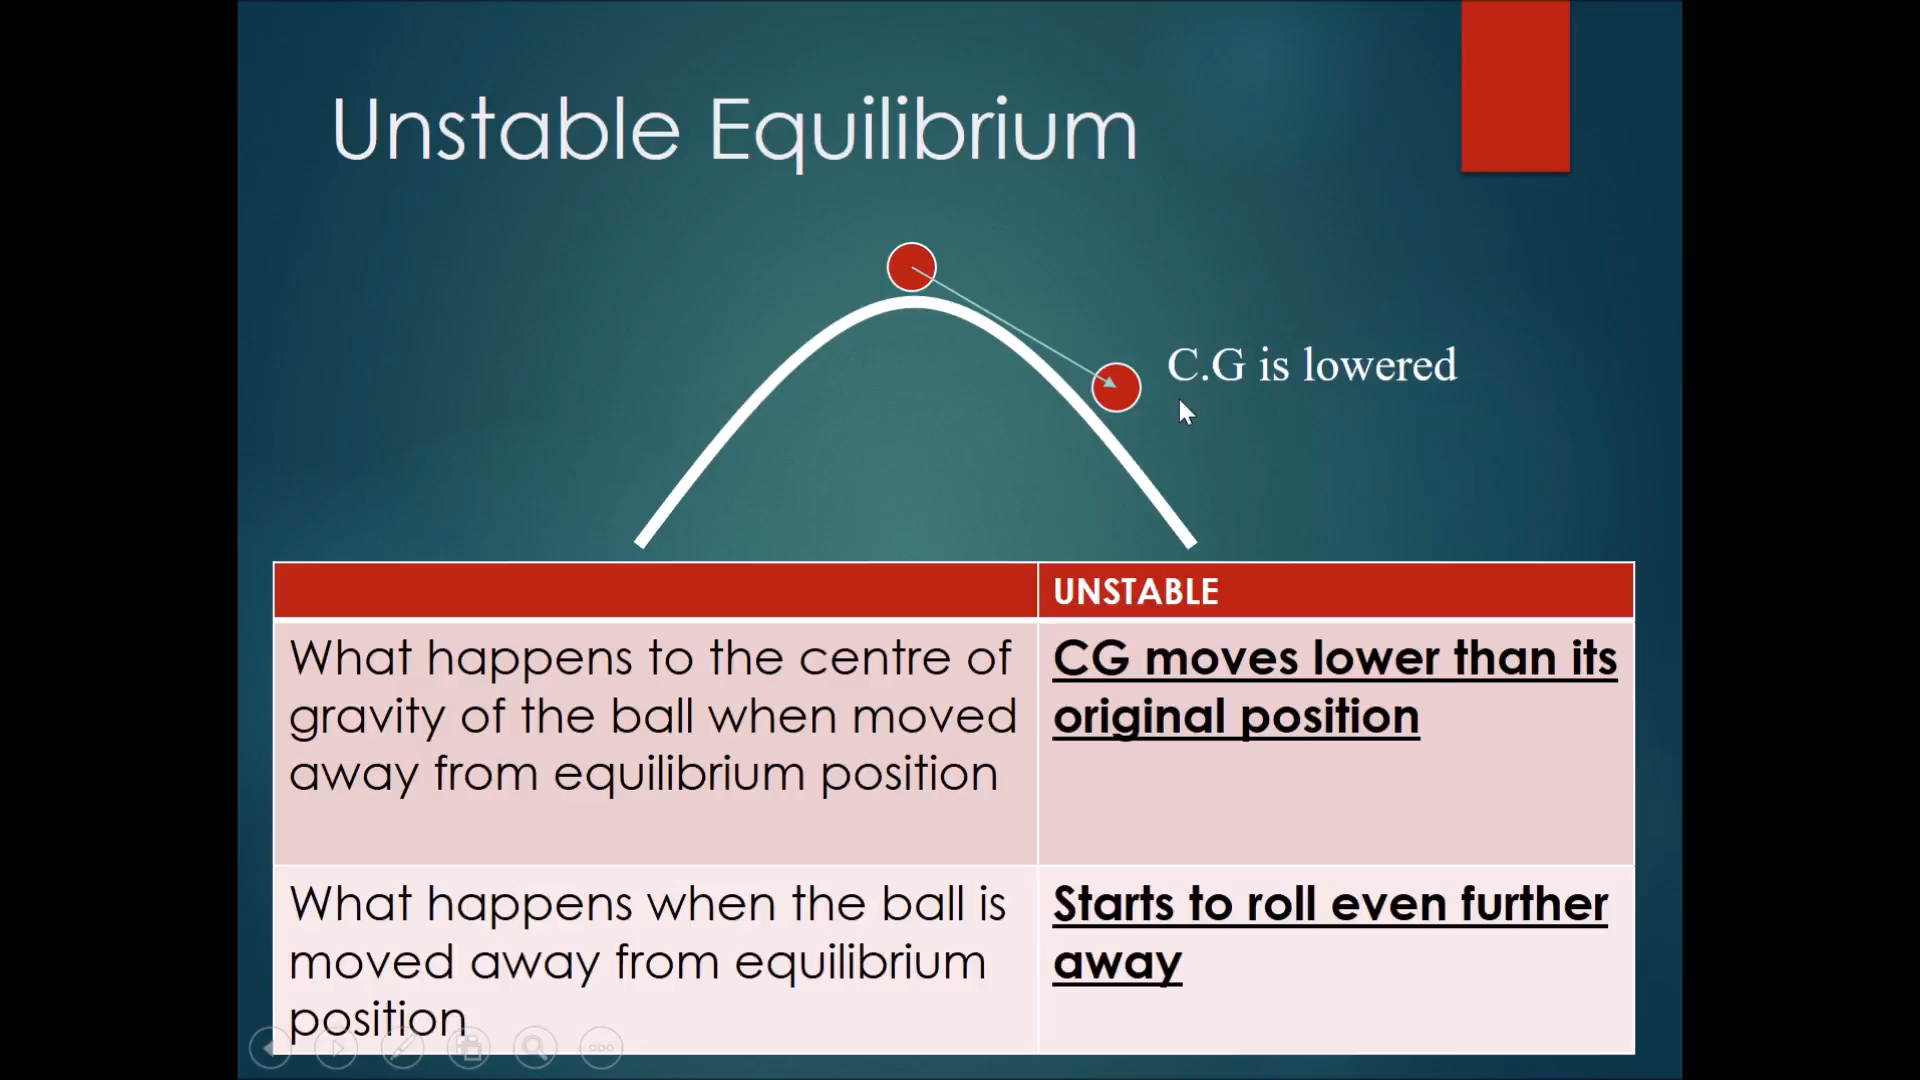 Unstable Equilibrium
C.G is lowered
UNSTABLE
What happens to the centre of
gravity of the ball when moved
away from equilibrium position
CG moves lower than its
original position
What happens when the ball is
moved away from equilibrium
position
Starts to roll even further
away